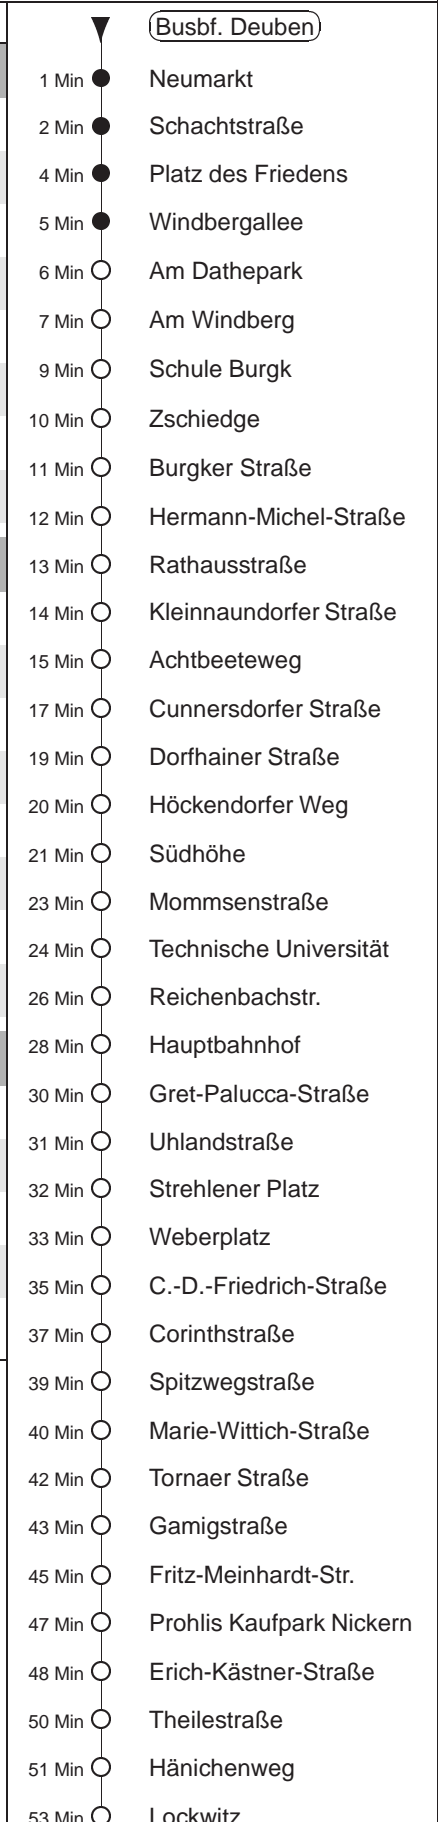 Busbf. Deuben
1 Min Neumarkt
2 Min Schachtstraße
4 Min Platz des Friedens
5 Min Windbergallee
6 Min Am Dathepark
7 Min Am Windberg
9 Min Schule Burgk
10 Min Zschiedge
11 Min Burgker Straße
12 Min Hermann-Michel-Straße
13 Min Rathausstraße
14 Min Kleinnaundorfer Straße
15 Min Achtbeeteweg
17 Min Cunnersdorfer Straße
19 Min Dorfhainer Straße
20 Min Höckendorfer Weg
21 Min Südhöhe
23 Min Mommsenstraße
24 Min Technische Universität
26 Min Reichenbachstr.
28 Min Hauptbahnhof
30 Min Gret-Palucca-Straße
31 Min Uhlandstraße
32 Min Strehlener Platz
33 Min Weberplatz
35 Min C.-D.-Friedrich-Straße
37 Min Corinthstraße
39 Min Spitzwegstraße
40 Min Marie-Wittich-Straße
42 Min Tornaer Straße
43 Min Gamigstraße
45 Min Fritz-Meinhardt-Str.
47 Min Prohlis Kaufpark Nickern
48 Min Erich-Kästner-Straße
50 Min Theilestraße
51 Min Hänichenweg
53 Min Lockwitz